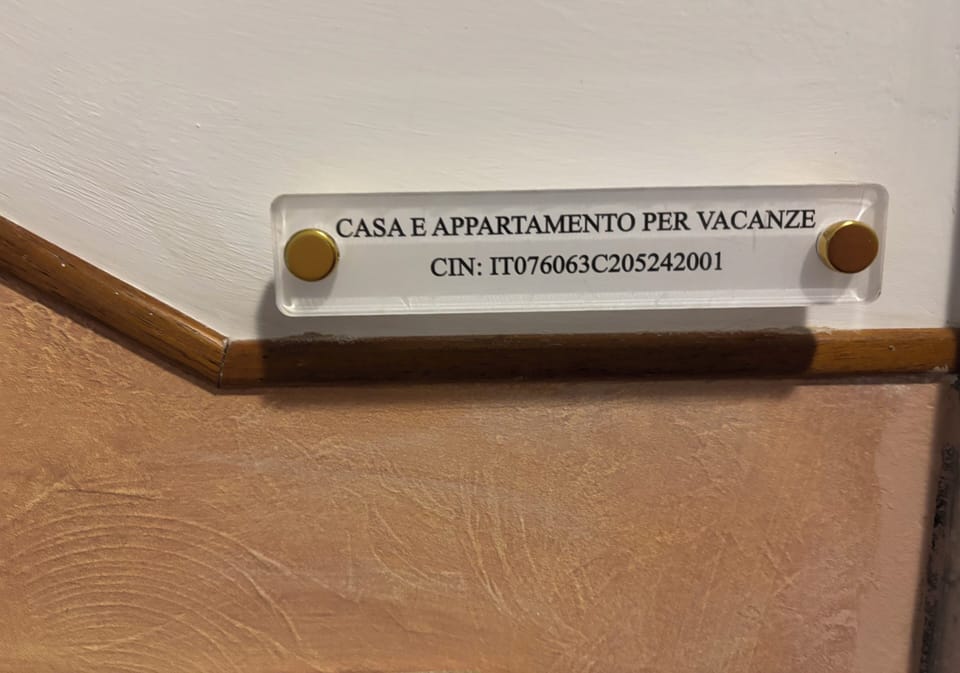 CASA E APPARTAMENTO PER VACANZE
CIN: IT076063C205242001